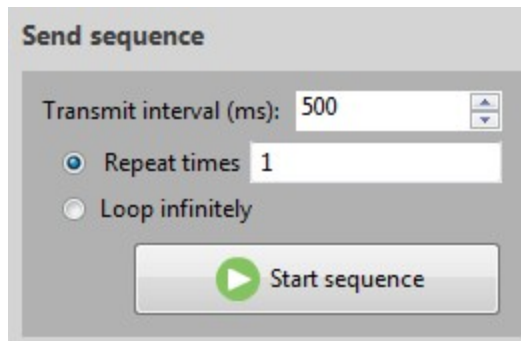 Send sequence
Transmit interval (ms): 500
Repeat times 1
Loop infinitely
Start sequence